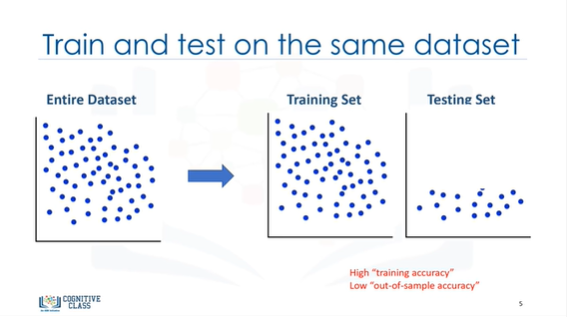 Train and test on the same dataset
Entire Dataset
Training Set
Testing Set
High “training accuracy”
Low “out-of-sample accuracy”
COGNITIVE
CLASS
5